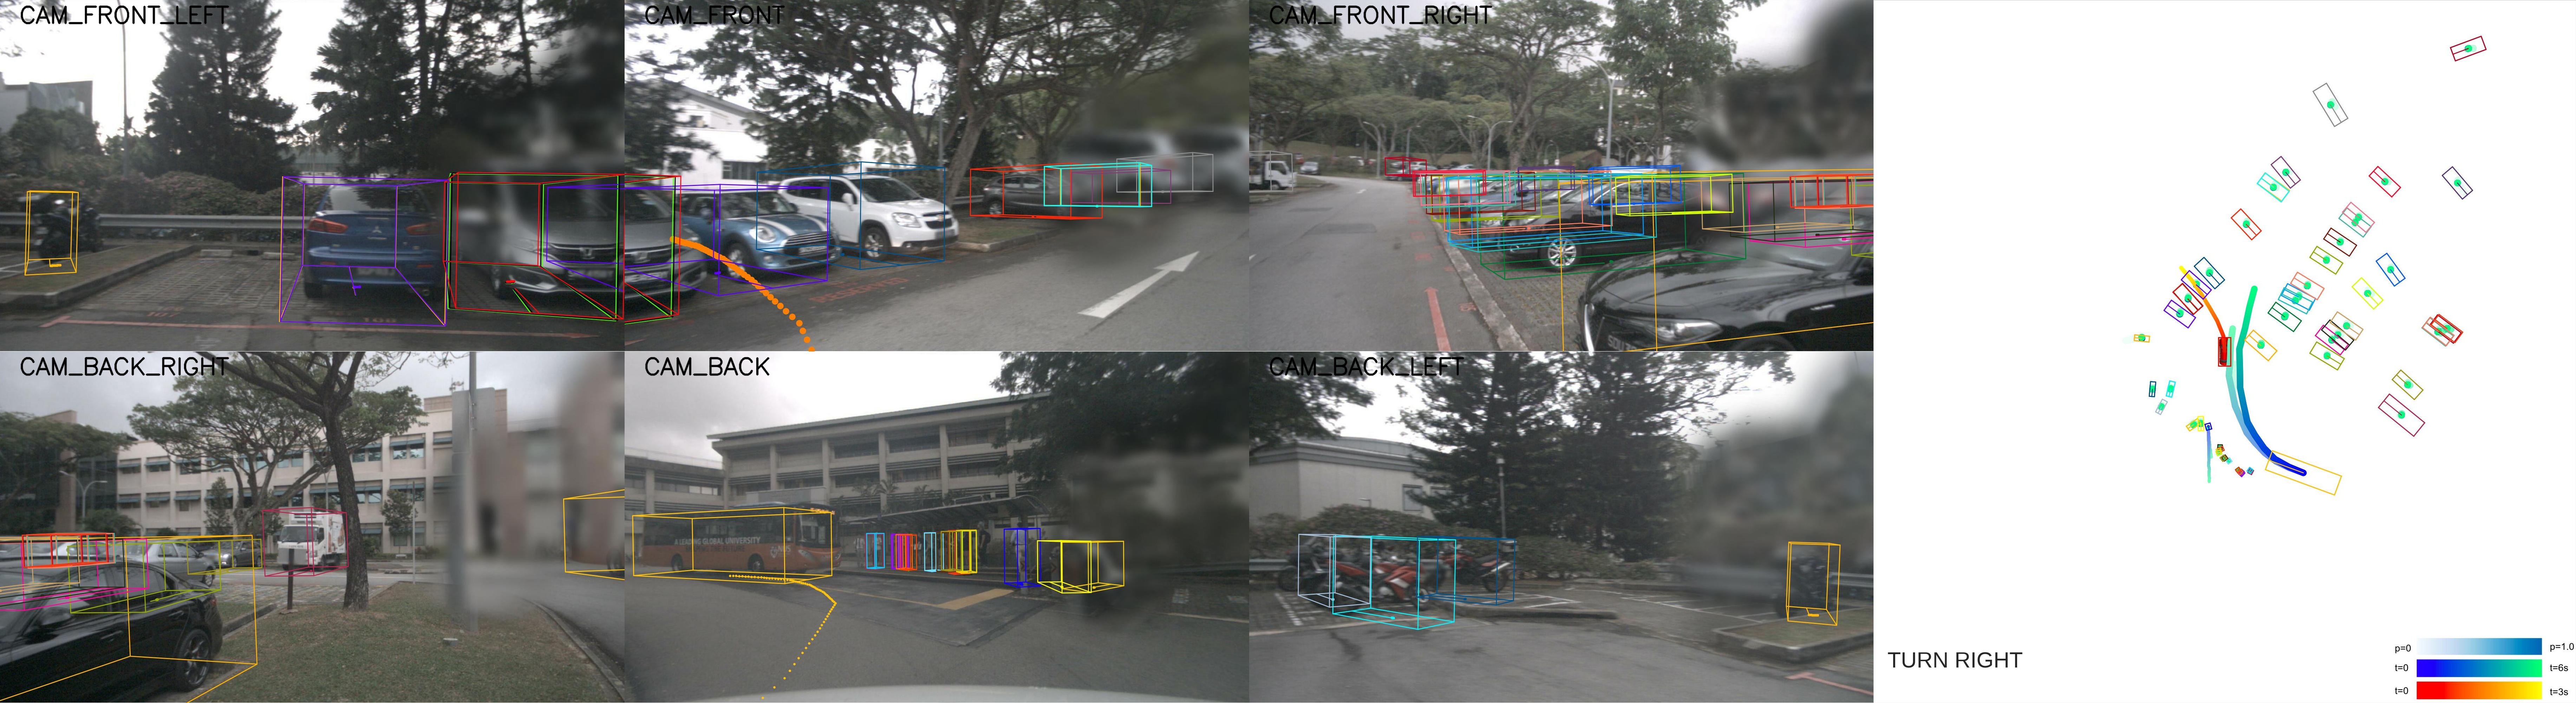 CAM_FRONT_LEFT
CAM_FRONT
CAM_FRONT_RIGHT
CAM_BACK_RIGHT
CAM_BACK
CAM_BACK_LEFT
A LEADING GLOBAL UNIVERSITY
TURN RIGHT
p=0
p=1.0
t=0
t=6s
t=0
t=3s